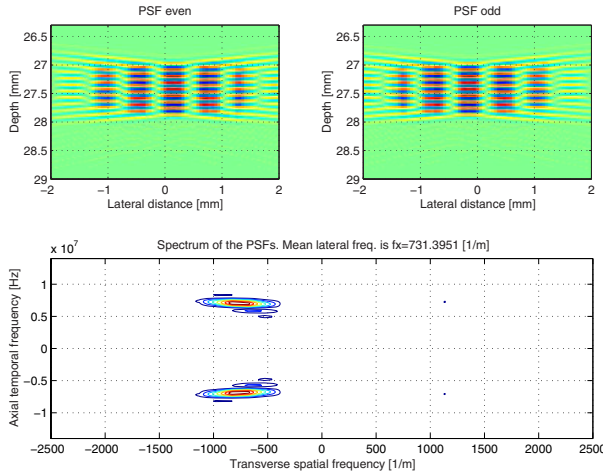 PSF even
PSF odd
26.5
27
27.5
28
28.5
29
Depth [mm]
−2 −1 0 1 2
Lateral distance [mm]
26.5
27
27.5
28
28.5
29
Depth [mm]
−2 −1 0 1 2
Lateral distance [mm]
x 10^7
Spectrum of the PSFs. Mean lateral freq. is fx=731.3951 [1/m]
1
0.5
0
−0.5
−1
Axial temporal frequency [Hz]
−2500 −2000 −1500 −1000 −500 0 500 1000 1500 2000 2500
Transverse spatial frequency [1/m]